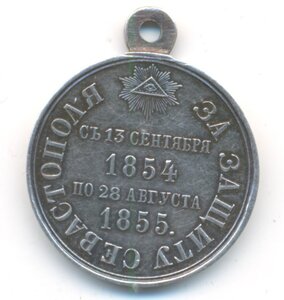 СЪ 13 СЕНТЯБРЯ
1854
ПО 28 АВГУСТА
1855.
ЗА ЗАЩИТУ СЕВАСТОПОЛЯ